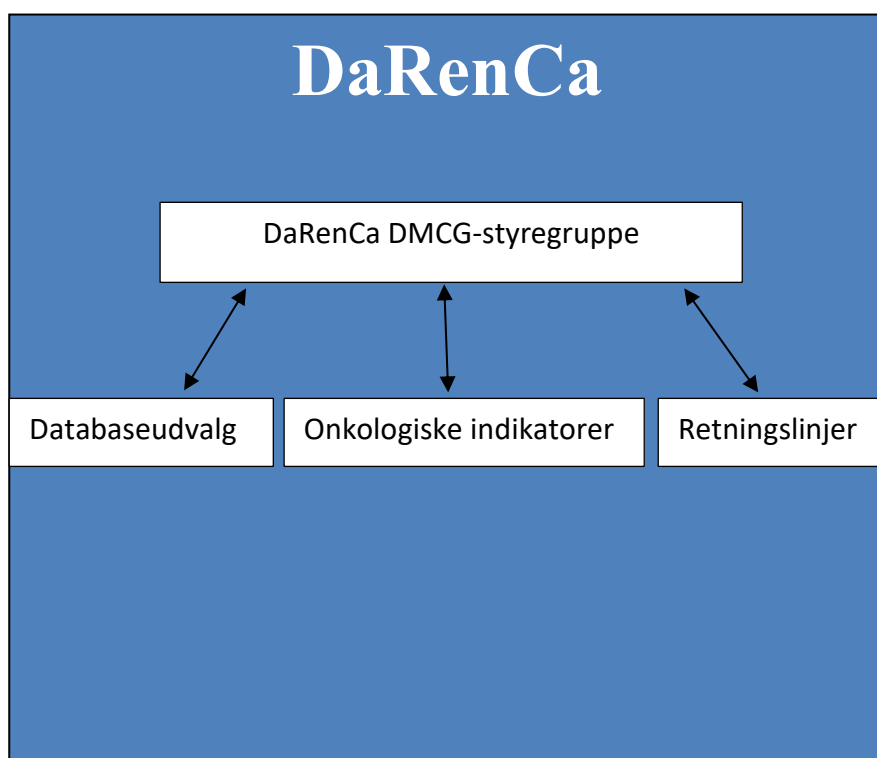 DaRenCa
DaRenCa DMCG-styregruppe
Databaseudvalg
Onkologiske indikatorer
Retningslinjer